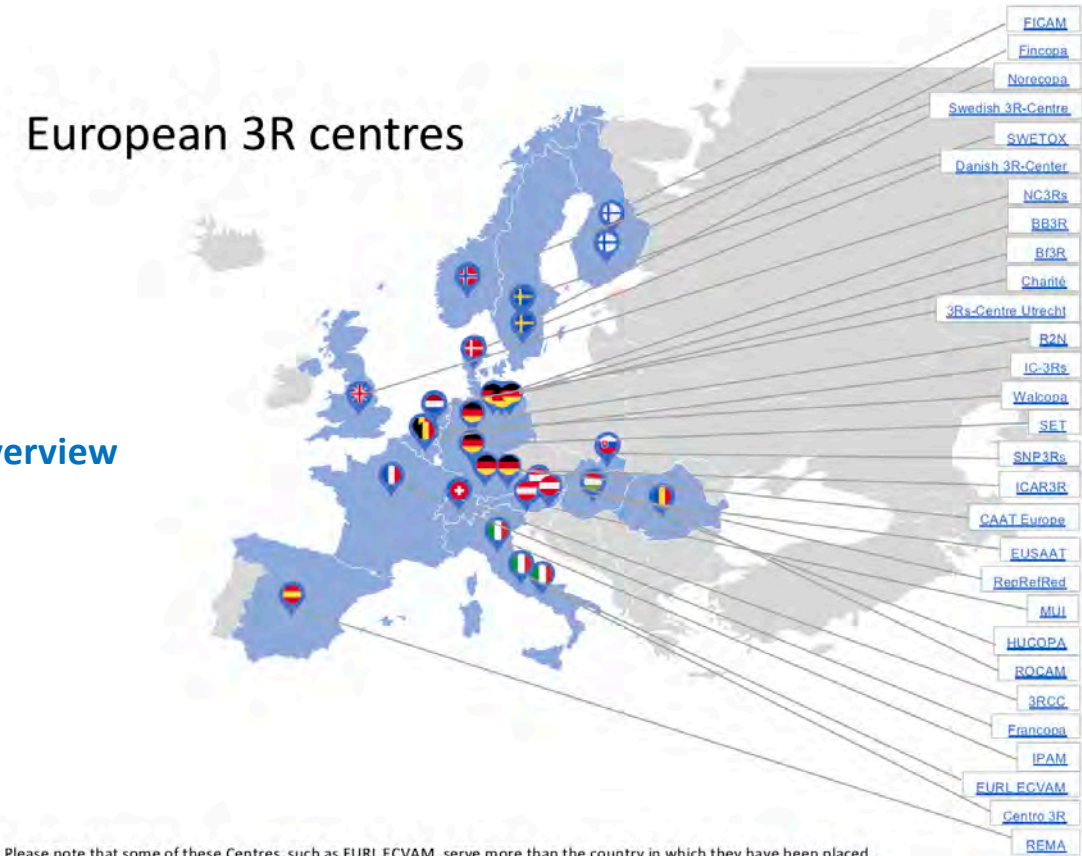 European 3R centres
verview
FICAM
Fincopa
Norecopa
Swedish 3R-Centre
SWETOX
Danish 3R-Center
NC3Rs
BB3R
Bf3R
Charité
3Rs-Centre Utrecht
R2N
IC-3Rs
Walcopa
SET
SNP3Rs
ICAR3R
CAAT Europe
EUSAAT
RepRefRed
MUI
HUCOPA
ROCAM
3RCC
Francopa
IPAM
EURL ECVAM
Centro 3R
REMA
Please note that some of these Centres, such as EURL ECVAM, serve more than the country in which they have been placed